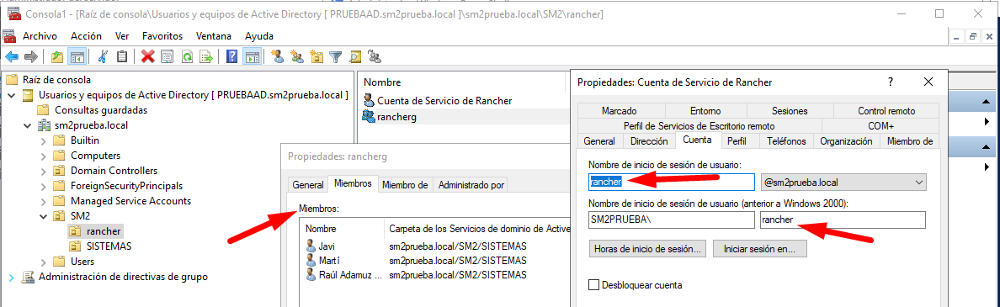 Consola1 - [Raíz de consola\Usuarios y equipos de Active Directory [ PRUEBAAD.sm2prueba.local ]\sm2prueba.local\SM2\rancher]
Archivo Acción Ver Favoritos Ventana Ayuda
Raíz de consola
Usuarios y equipos de Active Directory [ PRUEBAAD.sm2prueba.local ]
Consultas guardadas
sm2prueba.local
Builtin
Computers
Domain Controllers
ForeignSecurityPrincipals
Managed Service Accounts
SM2
rancher
SISTEMAS
Users
Administración de directivas de grupo
Nombre
Cuenta de Servicio de Rancher
rancherg
Propiedades: rancherg
General Miembros Miembro de Administrado por
Miembros:
Nombre Carpeta de los Servicios de dominio de Active
Javi sm2prueba.local/SM2/SISTEMAS
Martí sm2prueba.local/SM2/SISTEMAS
Raúl Adamuz ... sm2prueba.local/SM2/SISTEMAS
Propiedades: Cuenta de Servicio de Rancher
Marcado Entorno Sesiones Control remoto
Perfil de Servicios de Escritorio remoto COM+
General Dirección Cuenta Perfil Teléfonos Organización Miembro de
Nombre de inicio de sesión de usuario:
rancher @sm2prueba.local
Nombre de inicio de sesión de usuario (anterior a Windows 2000):
SM2PRUEBA\ rancher
Horas de inicio de sesión... Iniciar sesión en...
Desbloquear cuenta